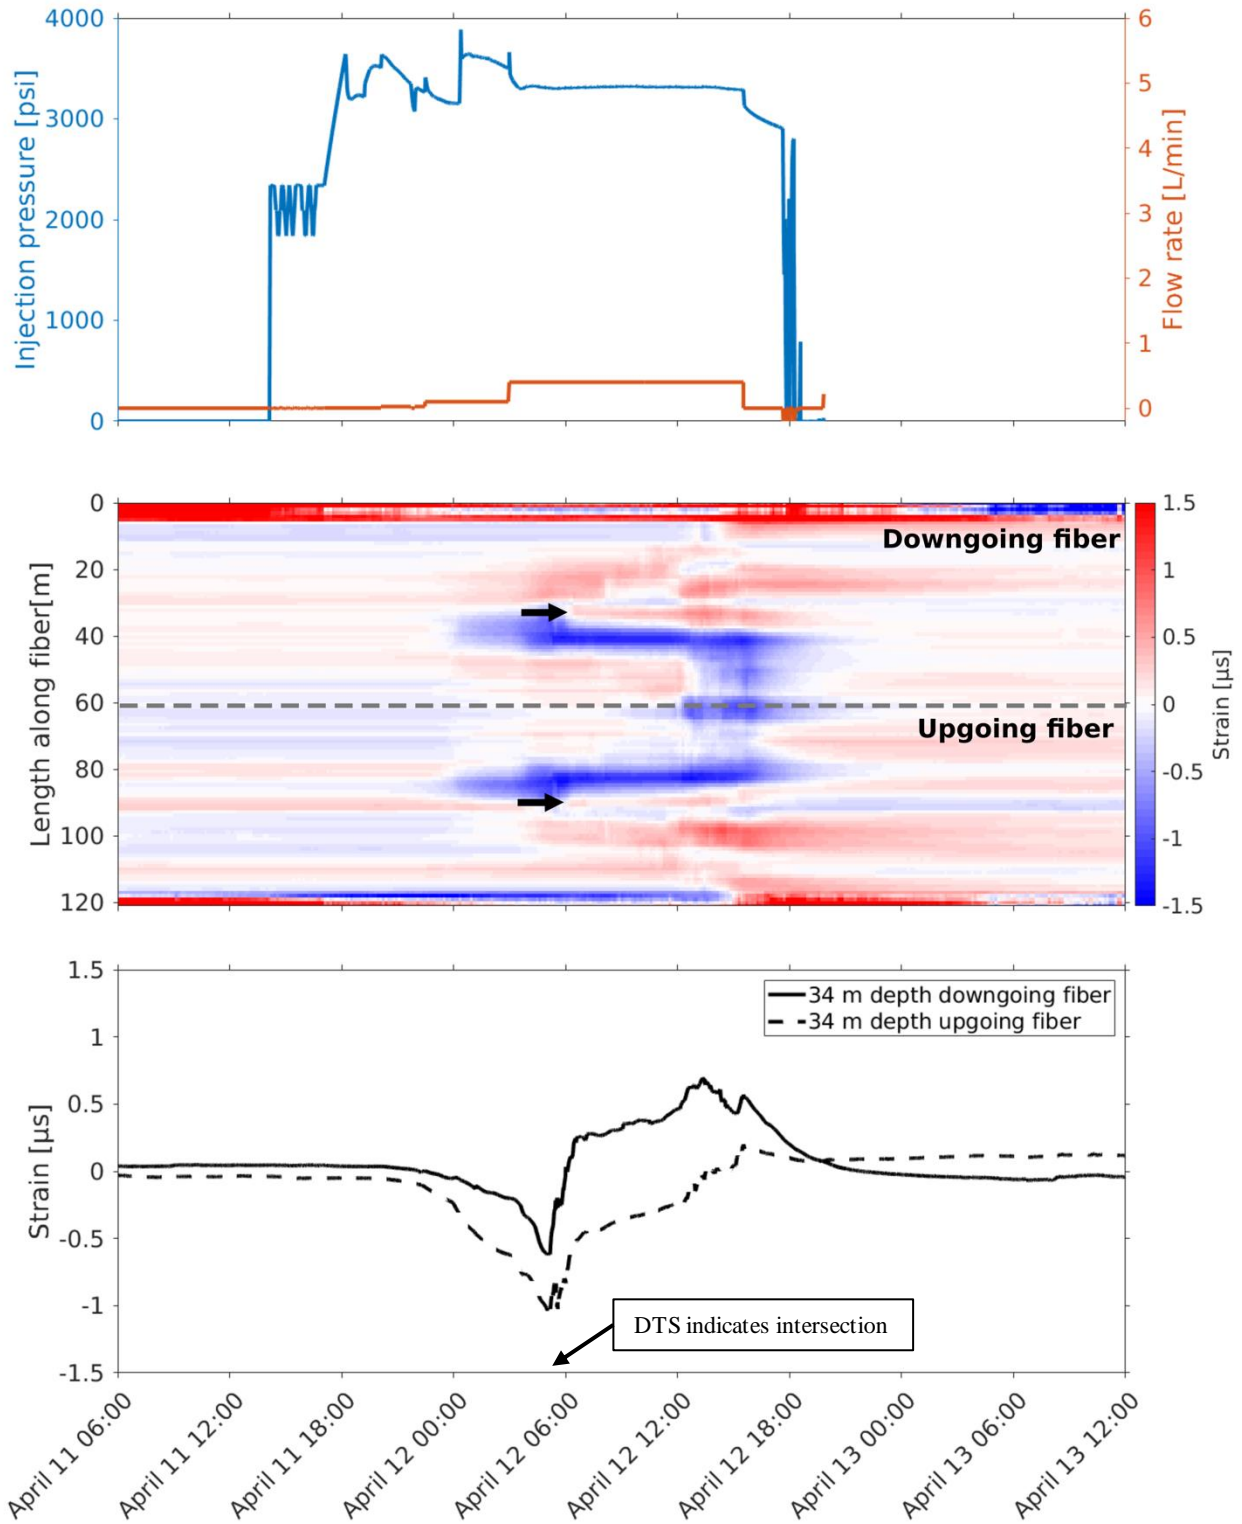 4000
3000
2000
1000
0
Injection pressure [psi]
6
5
4
3
2
1
0
Flow rate [L/min]
0
20
40
60
80
100
120
Length along fiber[m]
Downgoing fiber
Upgoing fiber
1.5
1
0.5
0
-0.5
-1
-1.5
Strain [μs]
1.5
1
0.5
0
-0.5
-1
-1.5
Strain [μs]
34 m depth downgoing fiber
34 m depth upgoing fiber
DTS indicates intersection
April 11 06:00
April 11 12:00
April 11 18:00
April 12 00:00
April 12 06:00
April 12 12:00
April 12 18:00
April 13 00:00
April 13 06:00
April 13 12:00